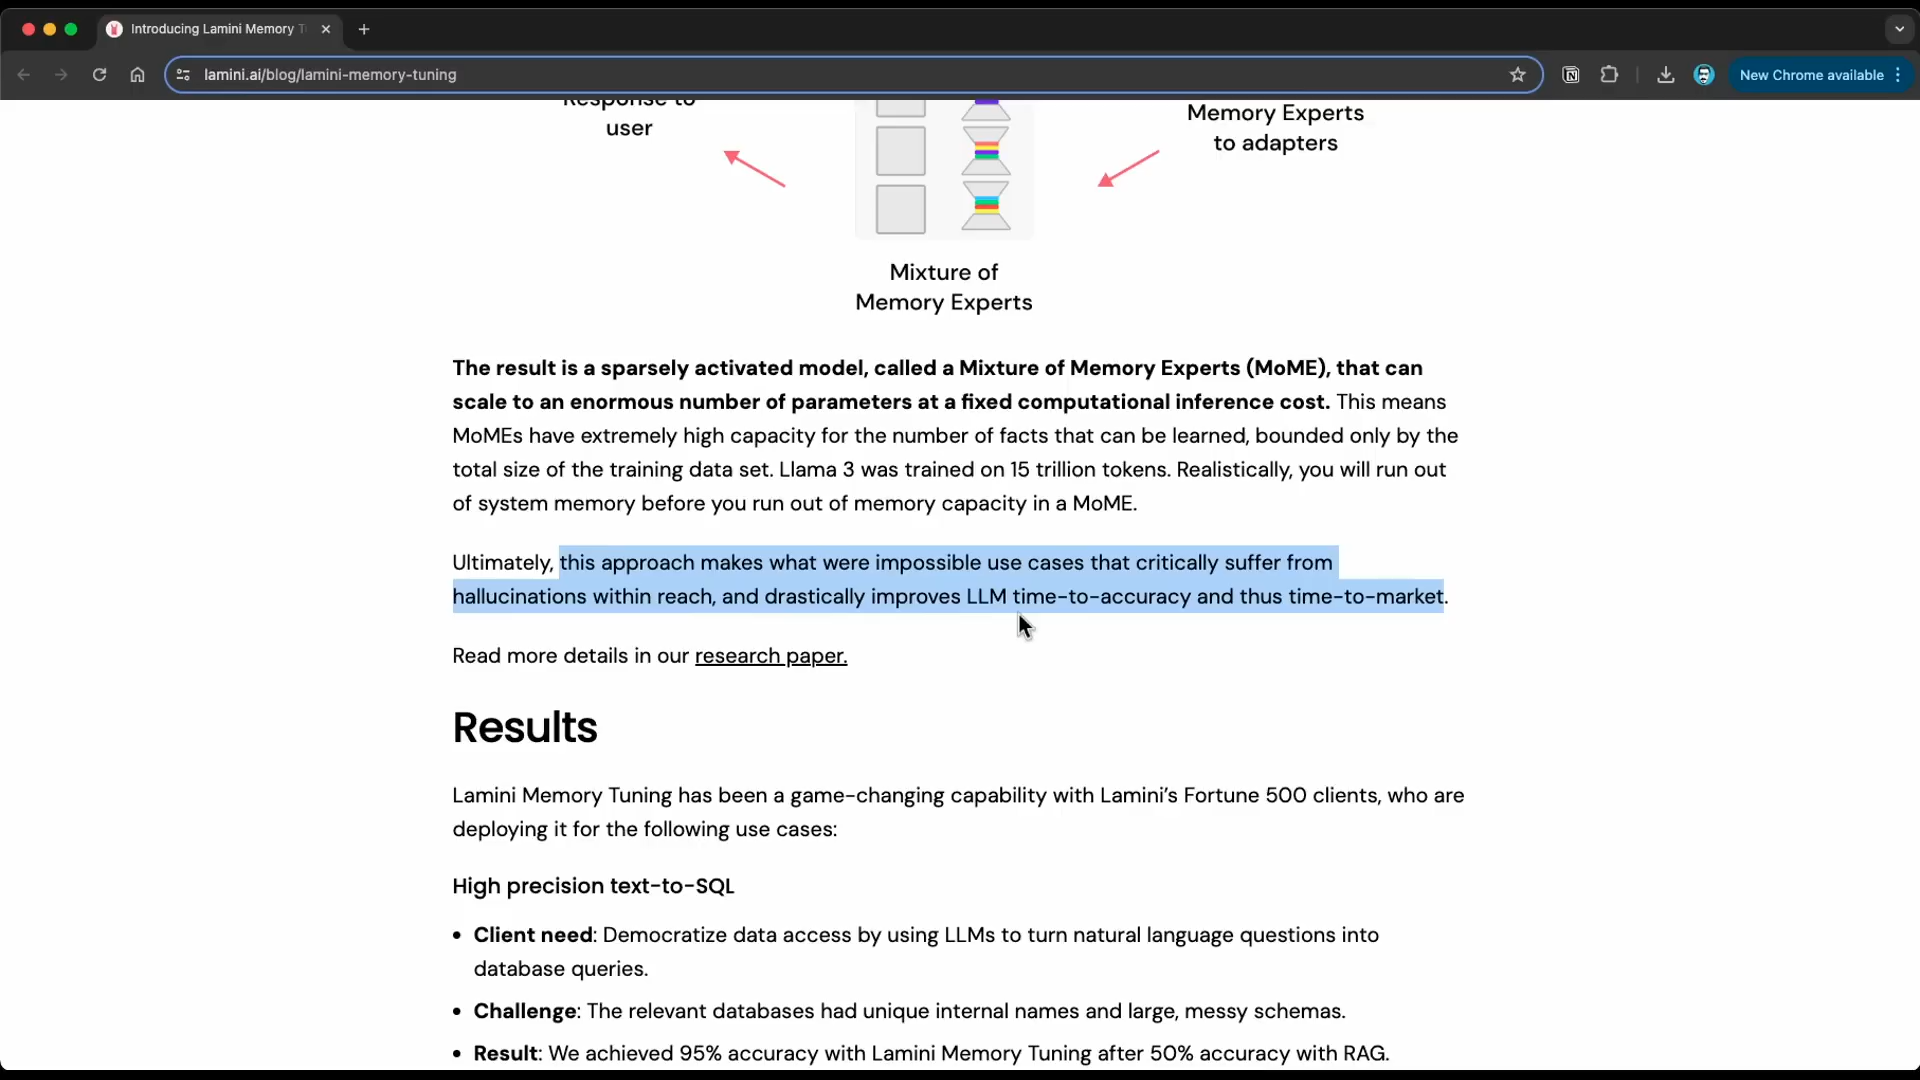 Introducing Lamini Memory T
lamini.ai/blog/lamini-memory-tuning
New Chrome available
Response to
user
Memory Experts
to adapters
Mixture of
Memory Experts
The result is a sparsely activated model, called a Mixture of Memory Experts (MoME), that can
scale to an enormous number of parameters at a fixed computational inference cost. This means
MoMEs have extremely high capacity for the number of facts that can be learned, bounded only by the
total size of the training data set. Llama 3 was trained on 15 trillion tokens. Realistically, you will run out
of system memory before you run out of memory capacity in a MoME.
Ultimately, this approach makes what were impossible use cases that critically suffer from
hallucinations within reach, and drastically improves LLM time-to-accuracy and thus time-to-market.
Read more details in our research paper.
Results
Lamini Memory Tuning has been a game-changing capability with Lamini’s Fortune 500 clients, who are
deploying it for the following use cases:
High precision text-to-SQL
• Client need: Democratize data access by using LLMs to turn natural language questions into
database queries.
• Challenge: The relevant databases had unique internal names and large, messy schemas.
• Result: We achieved 95% accuracy with Lamini Memory Tuning after 50% accuracy with RAG.